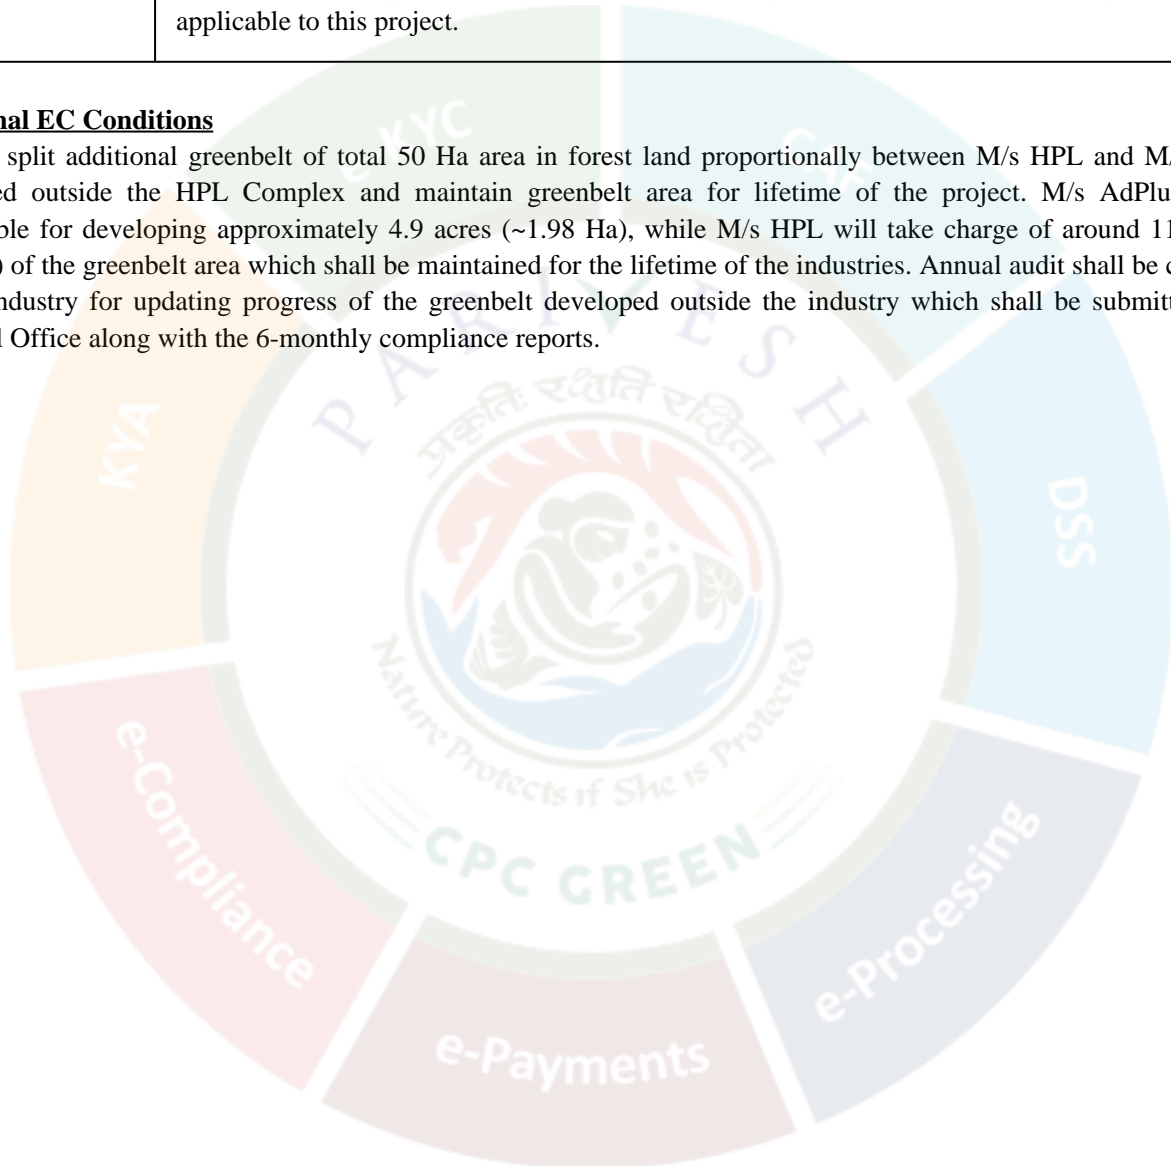 applicable to this project.
nal EC Conditions
split additional greenbelt of total 50 Ha area in forest land proportionally between M/s HPL and M/
ed outside the HPL Complex and maintain greenbelt area for lifetime of the project. M/s AdPlu
ble for developing approximately 4.9 acres (~1.98 Ha), while M/s HPL will take charge of around 11
) of the greenbelt area which shall be maintained for the lifetime of the industries. Annual audit shall be c
ndustry for updating progress of the greenbelt developed outside the industry which shall be submitt
l Office along with the 6-monthly compliance reports.
e-KYC
CAF
PARIVESH
KYA
प्रकृतिः रक्षति रक्षिता
DSS
Nature Protects if She is Protected
CPC GREEN
e-Compliance
e-Processing
e-Payments